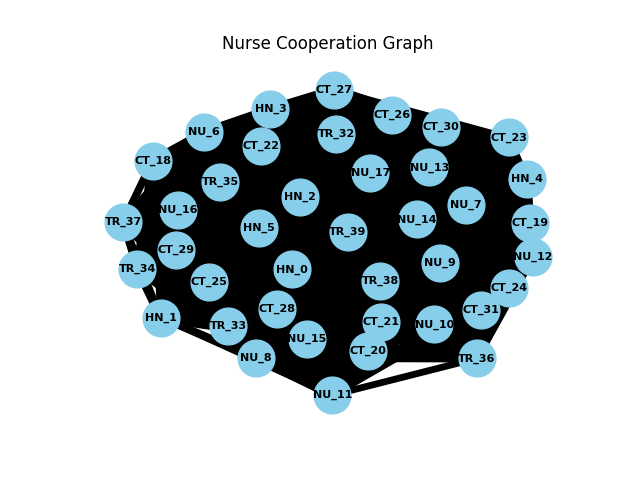 Nurse Cooperation Graph
CT_27
HN_3
CT_26
CT_30
NU_6
TR_32
CT_23
CT_22
CT_18
NU_17
NU_13
TR_35
HN_4
HN_2
NU_7
NU_16
TR_37
NU_14
CT_19
HN_5
TR_39
CT_29
NU_12
NU_9
TR_34
HN_0
CT_25
TR_38
CT_24
CT_28
CT_31
HN_1
CT_21
NU_10
TR_33
NU_15
CT_20
NU_8
TR_36
NU_11